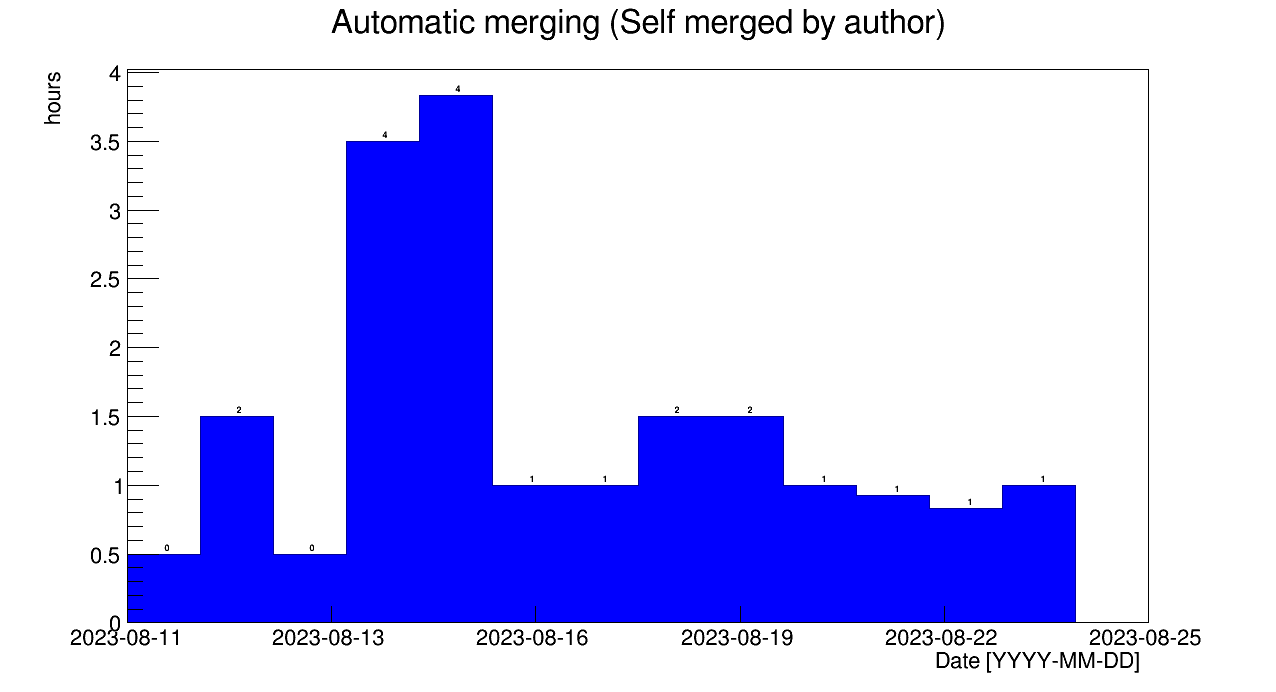 Automatic merging (Self merged by author)
hours
4
3.5
3
2.5
2
1.5
1
0.5
0
0 2 0 4 4 1 1 2 2 1 1 1 1
2023-08-11 2023-08-13 2023-08-16 2023-08-19 2023-08-22 2023-08-25
Date [YYYY-MM-DD]